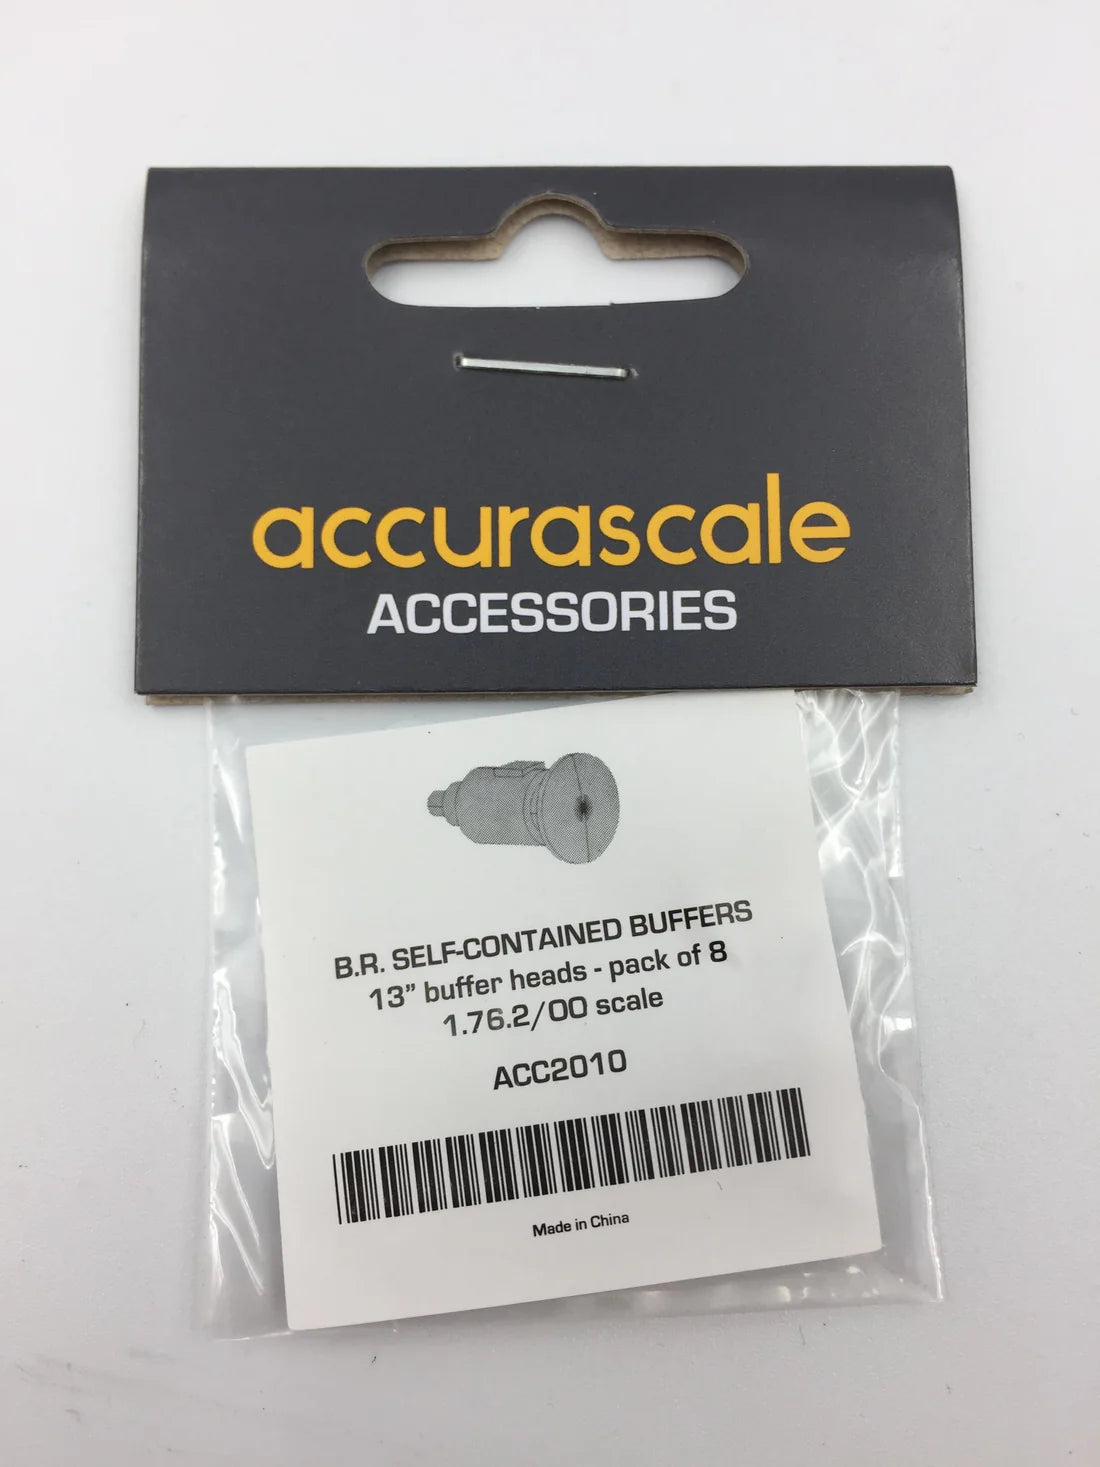 accurascale
ACCESSORIES
B.R. SELF-CONTAINED BUFFERS
13” buffer heads - pack of 8
1.76.2/OO scale
ACC2010
Made in China